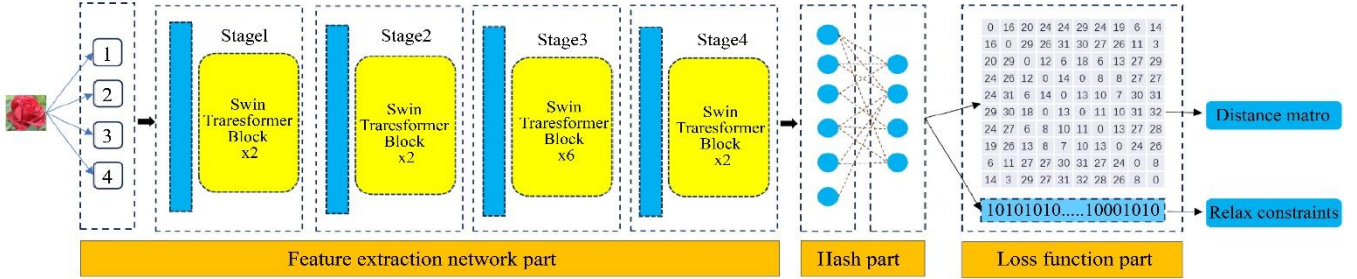 1
2
3
4
Stage1
Swin
Traresformer
Block
x2
Stage2
Swin
Traresformer
Block
x2
Stage3
Swin
Traresformer
Block
x6
Stage4
Swin
Traresformer
Block
x2
0 16 20 24 24 29 24 19 6 14
16 0 29 26 31 30 27 26 11 3
20 29 0 12 6 18 6 13 27 29
24 26 12 0 14 0 8 8 27 27
24 31 6 14 0 13 10 7 30 31
29 30 18 0 13 0 11 10 31 32
24 27 6 8 10 11 0 13 27 28
19 26 13 8 7 10 13 0 24 26
6 11 27 27 30 31 27 24 0 8
14 3 29 27 31 32 28 26 8 0
10101010.....10001010
Distance matro
Relax constraints
Feature extraction network part
Hash part
Loss function part